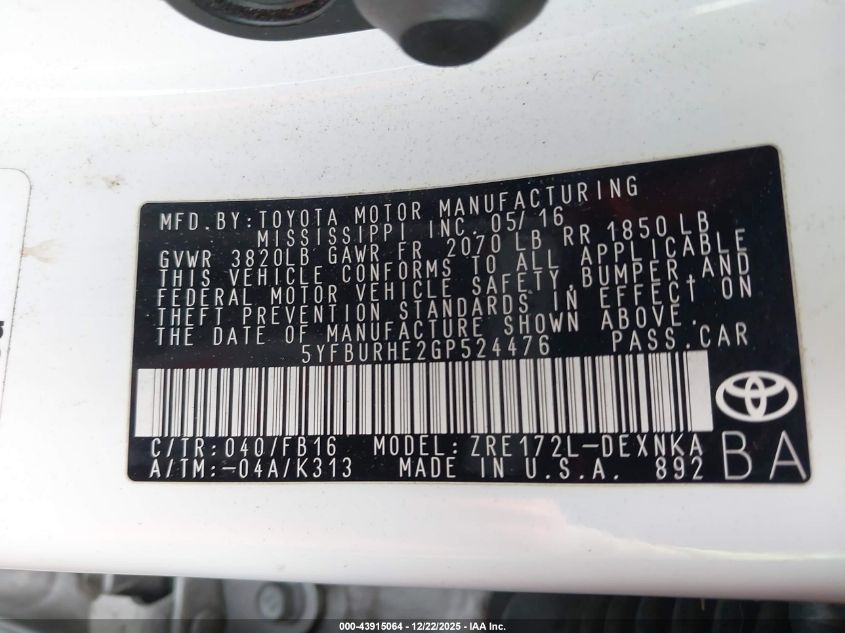 MFD.BY:TOYOTA MOTOR MANUFACTURING
MISSISSIPPI INC. 05/16
GVWR 3820LB GAWR FR 2070 LB RR 1850 LB
THIS VEHICLE CONFORMS TO ALL APPLICABLE
FEDERAL MOTOR VEHICLE SAFETY,BUMPER,AND
THEFT PREVENTION STANDARDS IN EFFECT ON
THE DATE OF MANUFACTURE SHOWN ABOVE.
5YFBURHE2GP524476 PASS.CAR
C/TR:040/FB16 MODEL:ZRE172L-DEXNKA
A/TM:-04A/K313 MADE IN U.S.A. 892
BA
000-43915064 - 12/22/2025 - IAA Inc.